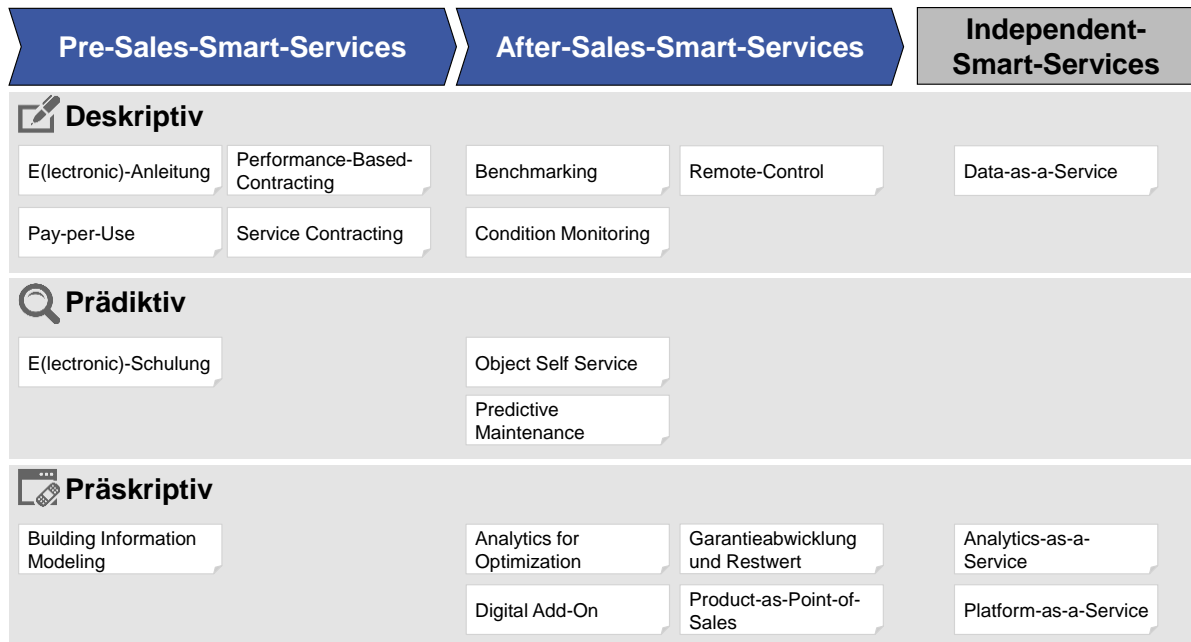 Pre-Sales-Smart-Services
After-Sales-Smart-Services
Independent-
Smart-Services
Deskriptiv
E(lectronic)-Anleitung
Performance-Based-
Contracting
Benchmarking
Remote-Control
Data-as-a-Service
Pay-per-Use
Service Contracting
Condition Monitoring
Prädiktiv
E(lectronic)-Schulung
Object Self Service
Predictive
Maintenance
Präskriptiv
Building Information
Modeling
Analytics for
Optimization
Garantieabwicklung
und Restwert
Analytics-as-a-
Service
Digital Add-On
Product-as-Point-of-
Sales
Platform-as-a-Service